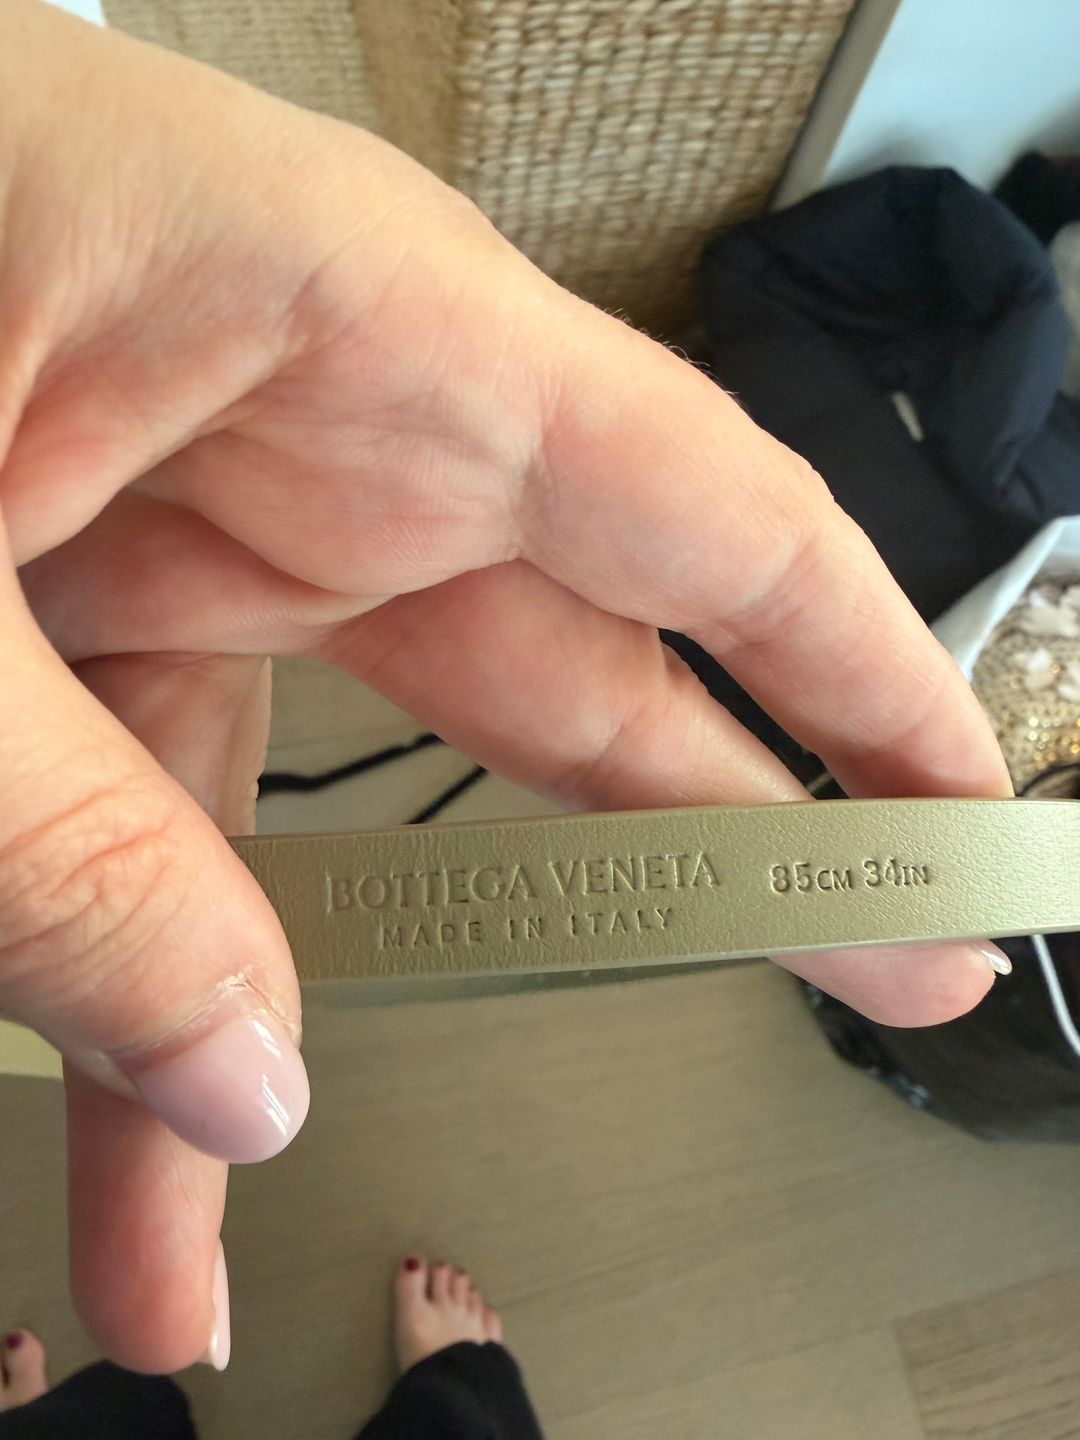 BOTTEGA VENETA 85CM 34IN
MADE IN ITALY